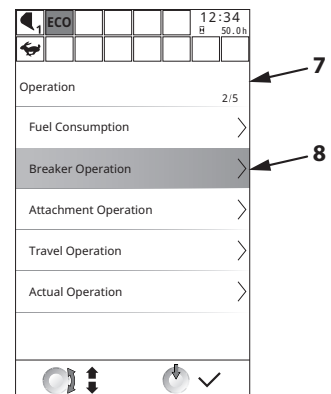 1 ECO 12:34
50.0h
Operation
2/5
Fuel Consumption
Breaker Operation
Attachment Operation
Travel Operation
Actual Operation
7
8